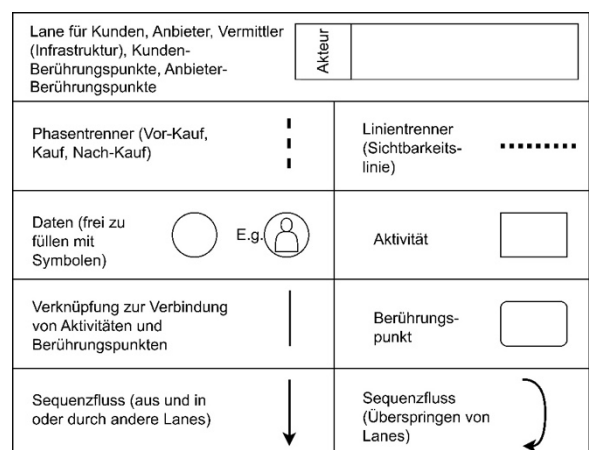 Lane für Kunden, Anbieter, Vermittler
(Infrastruktur), Kunden-
Berührungspunkte, Anbieter-
Berührungspunkte
Akteur
Phasentrenner (Vor-Kauf,
Kauf, Nach-Kauf)
Linientrenner
(Sichtbarkeits-
linie)
Daten (frei zu
füllen mit
Symbolen)
E.g.
Aktivität
Verknüpfung zur Verbindung
von Aktivitäten und
Berührungspunkten
Berührungs-
punkt
Sequenzfluss (aus und in
oder durch andere Lanes)
Sequenzfluss
(Überspringen von
Lanes)